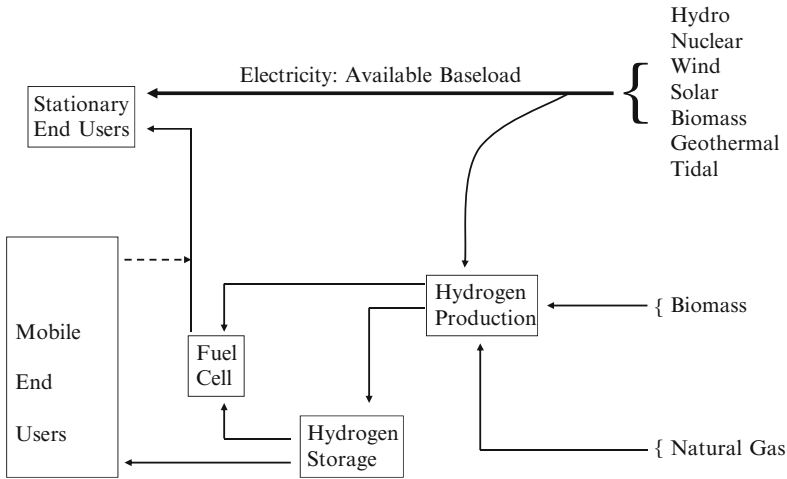 Hydro
Nuclear
Wind
Solar
Biomass
Geothermal
Tidal
Electricity: Available Baseload
Stationary
End Users
Hydrogen
Production
{ Biomass
Mobile
End
Users
Fuel
Cell
Hydrogen
Storage
{ Natural Gas